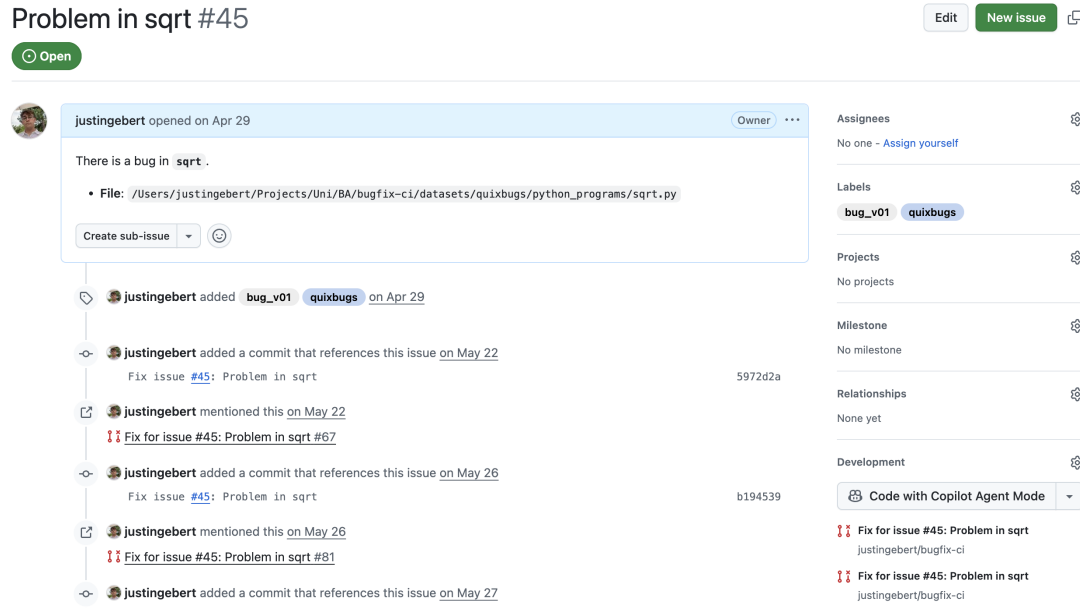 Problem in sqrt #45
Edit
New issue
Open
justingebert opened on Apr 29
Owner
There is a bug in sqrt .
• File: /Users/justingebert/Projects/Uni/BA/bugfix-ci/datasets/quixbugs/python_programs/sqrt.py
Create sub-issue
justingebert added bug_v01 quixbugs on Apr 29
justingebert added a commit that references this issue on May 22
Fix issue #45: Problem in sqrt
5972d2a
justingebert mentioned this on May 22
Fix for issue #45: Problem in sqrt #67
justingebert added a commit that references this issue on May 26
Fix issue #45: Problem in sqrt
b194539
justingebert mentioned this on May 26
Fix for issue #45: Problem in sqrt #81
justingebert added a commit that references this issue on May 27
Assignees
No one - Assign yourself
Labels
bug_v01 quixbugs
Projects
No projects
Milestone
No milestone
Relationships
None yet
Development
Code with Copilot Agent Mode
Fix for issue #45: Problem in sqrt
justingebert/bugfix-ci
Fix for issue #45: Problem in sqrt
justingebert/bugfix-ci